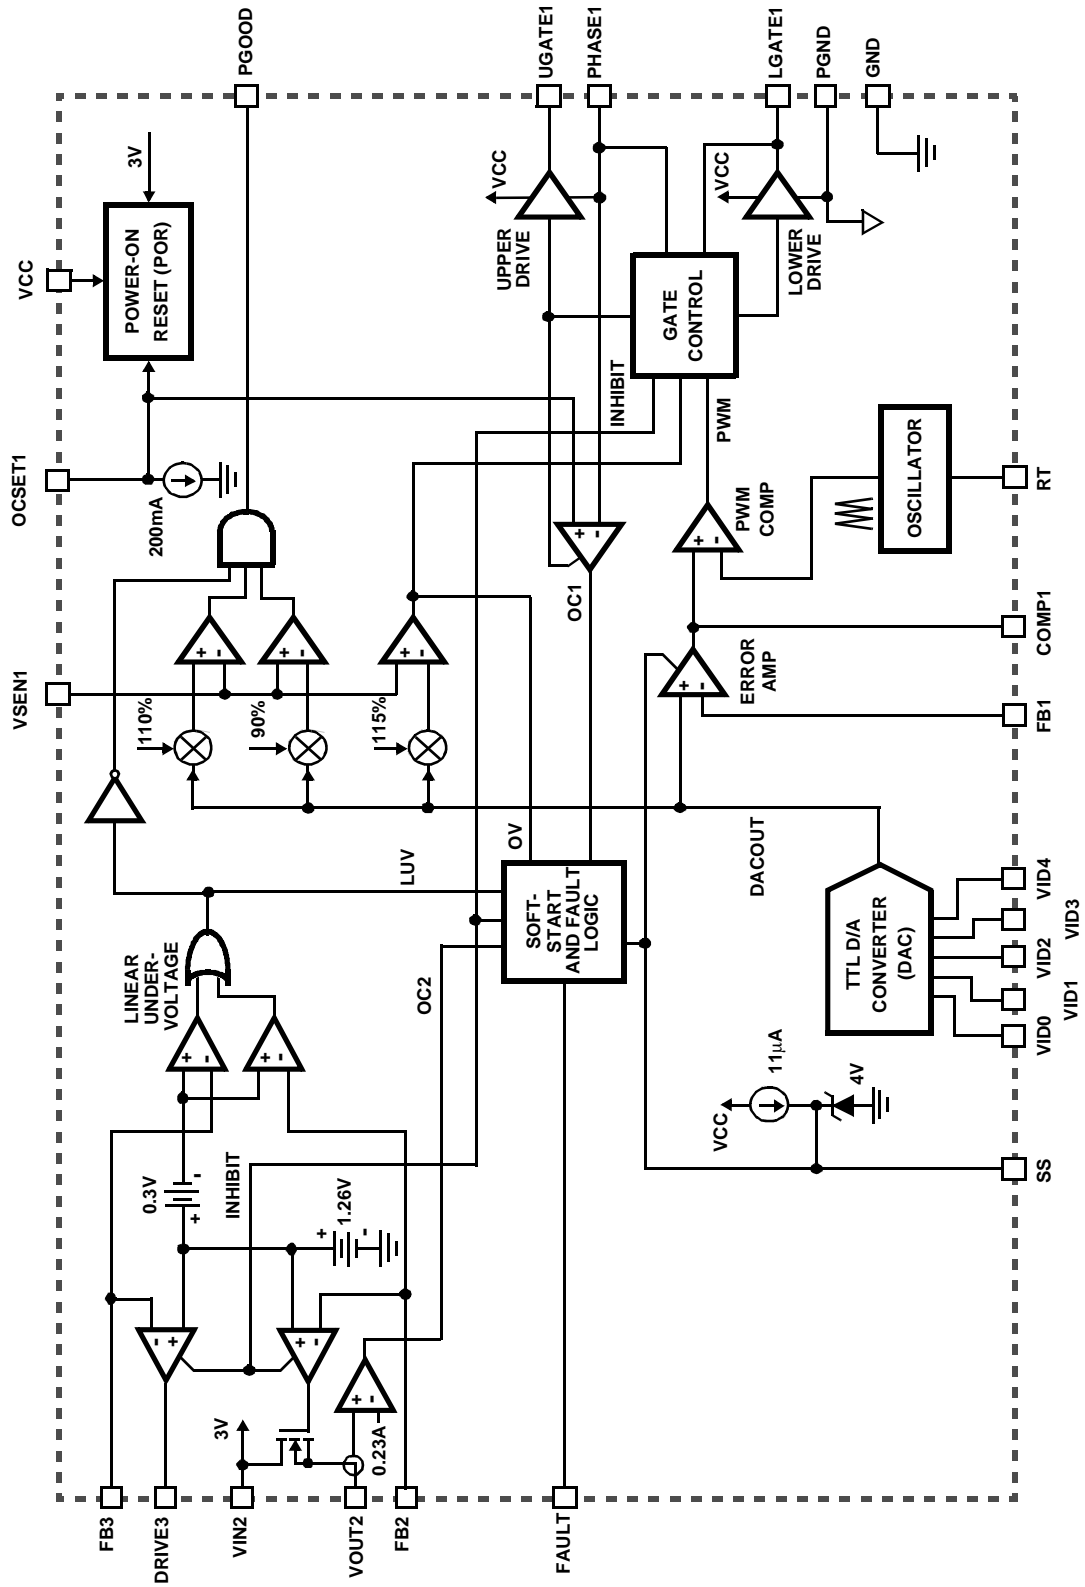 VSEN1
OCSET1
VCC
FB3
DRIVE3
LINEAR
UNDER-
VOLTAGE
0.3V
110%
200mA
POWER-ON
RESET (POR)
3V
3V
VIN2
INHIBIT
90%
PGOOD
1.26V
VOUT2
0.23A
FB2
115%
LUV
OC2
OV
SOFT-
START
AND FAULT
LOGIC
FAULT
OC1
UPPER
DRIVE
VCC
UGATE1
PHASE1
INHIBIT
GATE
CONTROL
PWM
PWM
COMP
ERROR
AMP
VCC
LOWER
DRIVE
LGATE1
PGND
GND
DACOUT
VCC
11µA
4V
TTL D/A
CONVERTER
(DAC)
OSCILLATOR
SS
VID0
VID1
VID2
VID3
VID4
FB1
COMP1
RT